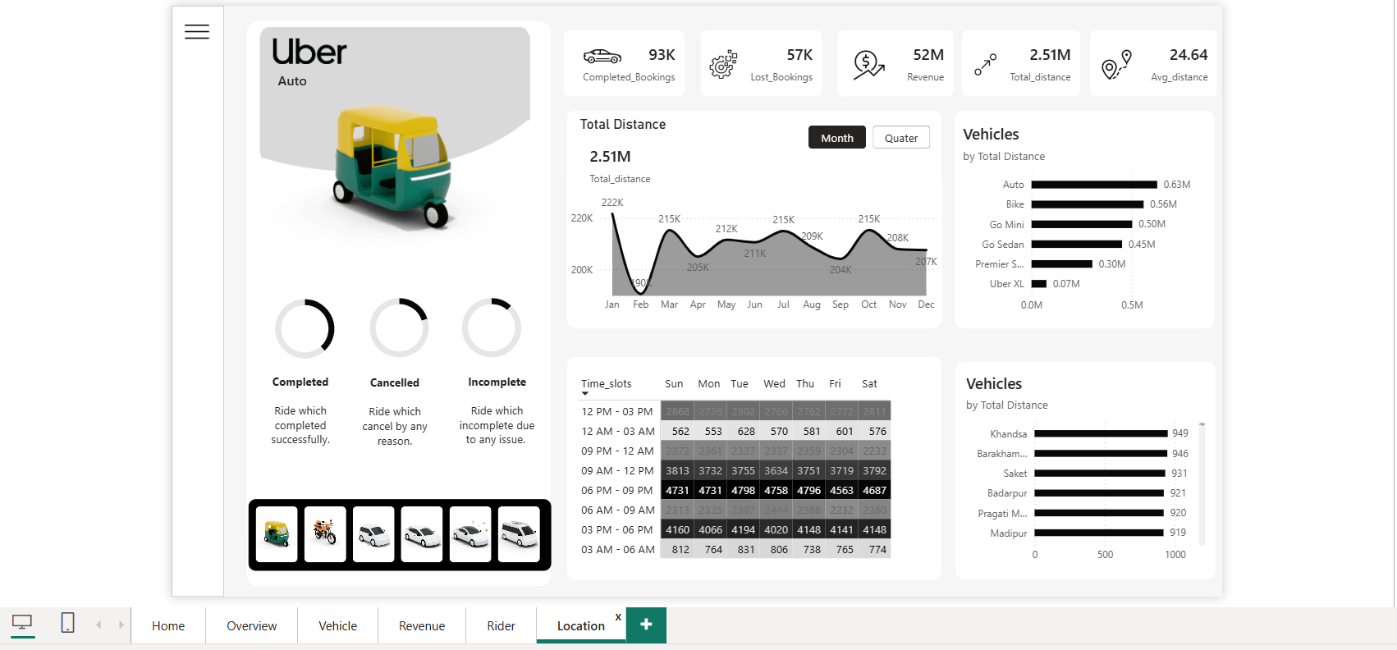 Uber
Auto
93K
Completed_Bookings
57K
Lost_Bookings
52M
Revenue
2.51M
Total_distance
24.64
Avg_distance
Total Distance
Month
Quater
2.51M
Total_distance
222K
220K
215K
212K
215K
215K
209K
208K
211K
205K
204K
207K
200K
190K
Jan Feb Mar Apr May Jun Jul Aug Sep Oct Nov Dec
Vehicles
by Total Distance
Auto 0.63M
Bike 0.56M
Go Mini 0.50M
Go Sedan 0.45M
Premier S... 0.30M
Uber XL 0.07M
0.0M 0.5M
Completed
Cancelled
Incomplete
Ride which
completed
successfully.
Ride which
cancel by any
reason.
Ride which
incomplete due
to any issue.
Time_slots Sun Mon Tue Wed Thu Fri Sat
12 PM - 03 PM 2868 2726 2802 2766 2762 2772 2811
12 AM - 03 AM 562 553 628 570 581 601 576
09 PM - 12 AM 2372 2361 2337 2337 2359 2304 2233
09 AM - 12 PM 3813 3732 3755 3634 3751 3719 3792
06 PM - 09 PM 4731 4731 4798 4758 4796 4563 4687
06 AM - 09 AM 2313 2335 2397 2444 2388 2232 2360
03 PM - 06 PM 4160 4066 4194 4020 4148 4141 4148
03 AM - 06 AM 812 764 831 806 738 765 774
Vehicles
by Total Distance
Khandsa 949
Barakham... 946
Saket 931
Badarpur 921
Pragati M... 920
Madipur 919
0 500 1000
Home Overview Vehicle Revenue Rider Location x +